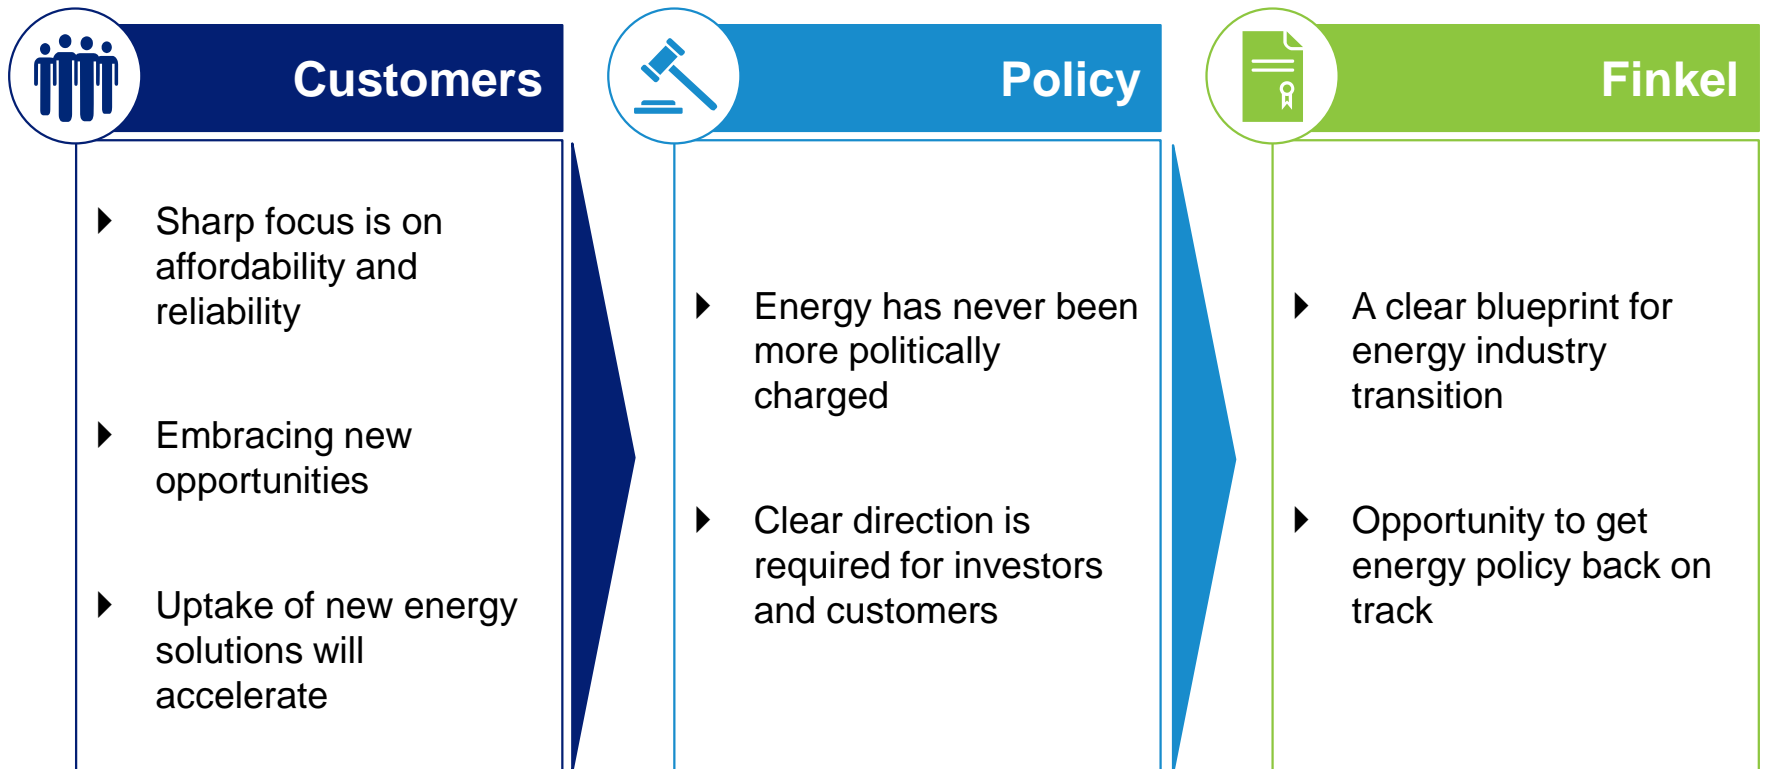 Customers
Sharp focus is on
affordability and
reliability
Embracing new
opportunities
Uptake of new energy
solutions will
accelerate
Policy
Energy has never been
more politically
charged
Clear direction is
required for investors
and customers
Finkel
A clear blueprint for
energy industry
transition
Opportunity to get
energy policy back on
track